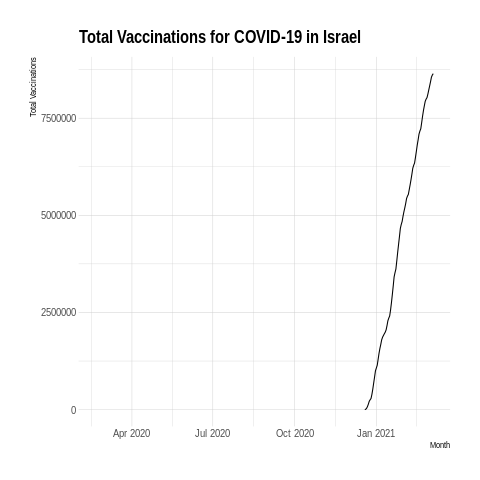 Total Vaccinations for COVID-19 in Israel
Total Vaccinations
7500000
5000000
2500000
0
Apr 2020 Jul 2020 Oct 2020 Jan 2021
Month